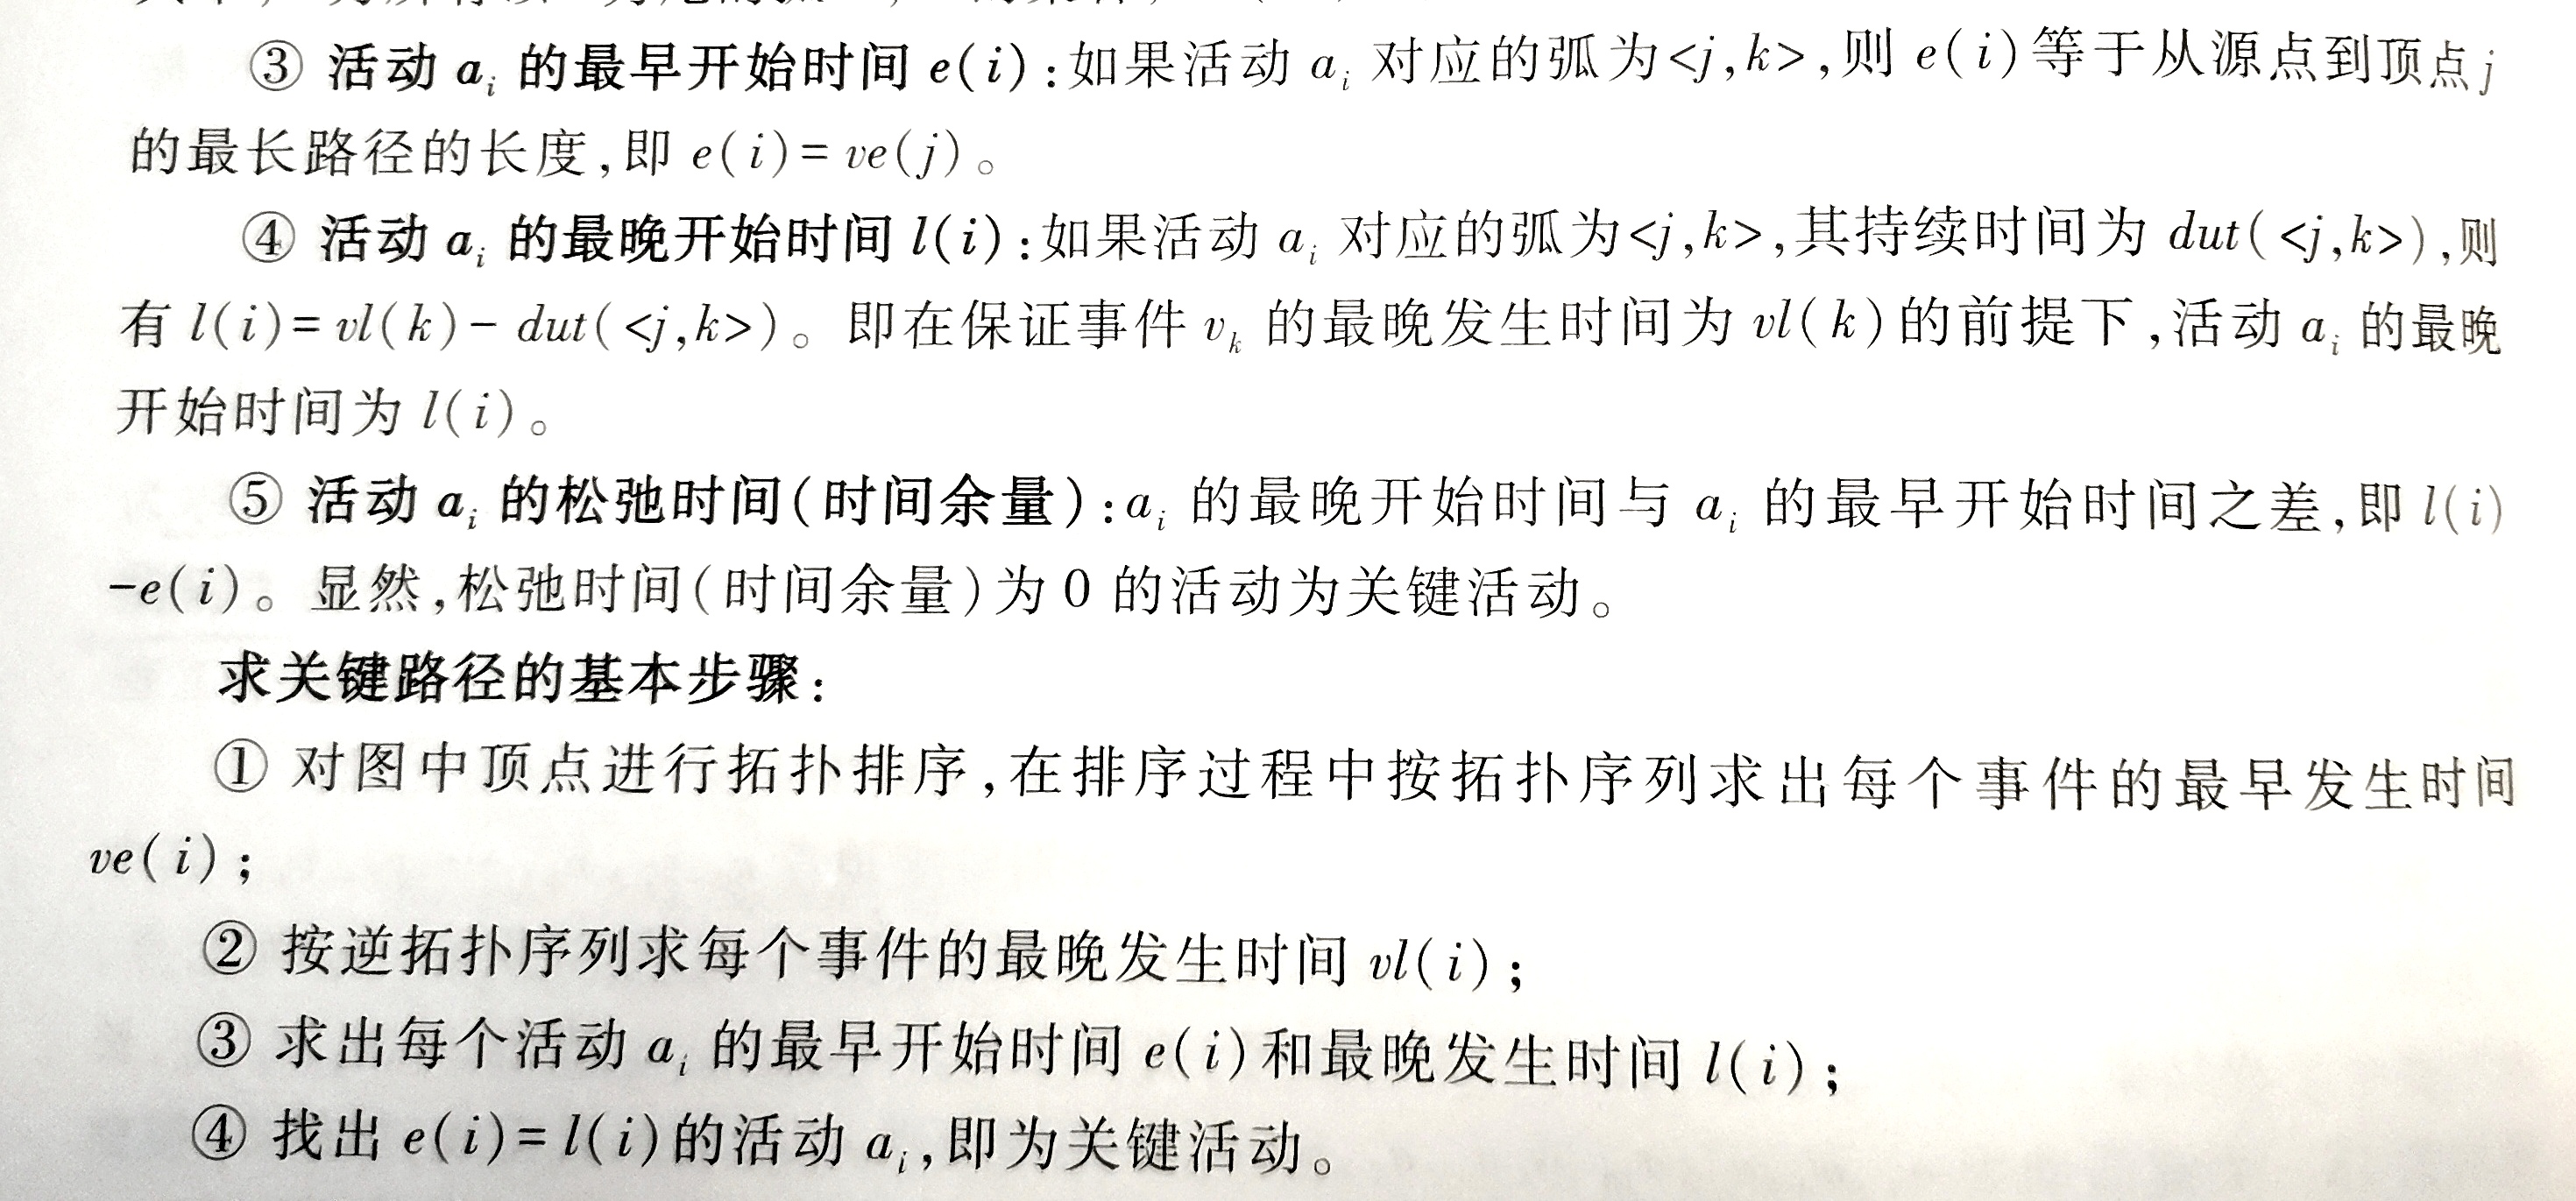 ③ 活动 aᵢ 的最早开始时间 e(i):如果活动 aᵢ 对应的弧为<j,k>,则 e(i)等于从源点到顶点 j
的最长路径的长度,即 e(i)= ve(j)。
④ 活动 aᵢ 的最晚开始时间 l(i):如果活动 aᵢ 对应的弧为<j,k>,其持续时间为 dut(<j,k>),则
有 l(i)= vl(k)- dut(<j,k>)。即在保证事件 vₖ 的最晚发生时间为 vl(k)的前提下,活动 aᵢ 的最晚
开始时间为 l(i)。
⑤ 活动 aᵢ 的松弛时间(时间余量):aᵢ 的最晚开始时间与 aᵢ 的最早开始时间之差,即 l(i)
-e(i)。显然,松弛时间(时间余量)为 0 的活动为关键活动。
求关键路径的基本步骤:
① 对图中顶点进行拓扑排序,在排序过程中按拓扑序列求出每个事件的最早发生时间
ve(i);
② 按逆拓扑序列求每个事件的最晚发生时间 vl(i);
③ 求出每个活动 aᵢ 的最早开始时间 e(i)和最晚发生时间 l(i);
④ 找出 e(i)= l(i)的活动 aᵢ,即为关键活动。